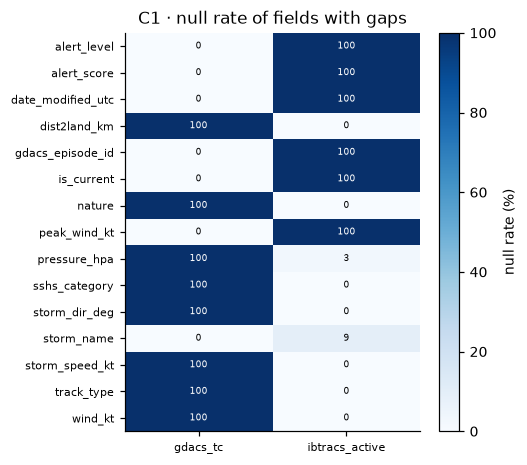 C1 · null rate of fields with gaps
alert_level 0 100
alert_score 0 100
date_modified_utc 0 100
dist2land_km 100 0
gdacs_episode_id 0 100
is_current 0 100
nature 100 0
peak_wind_kt 0 100
pressure_hpa 100 3
sshs_category 100 0
storm_dir_deg 100 0
storm_name 0 9
storm_speed_kt 100 0
track_type 100 0
wind_kt 100 0
gdacs_tc ibtracs_active
100
80
60
40
20
0
null rate (%)